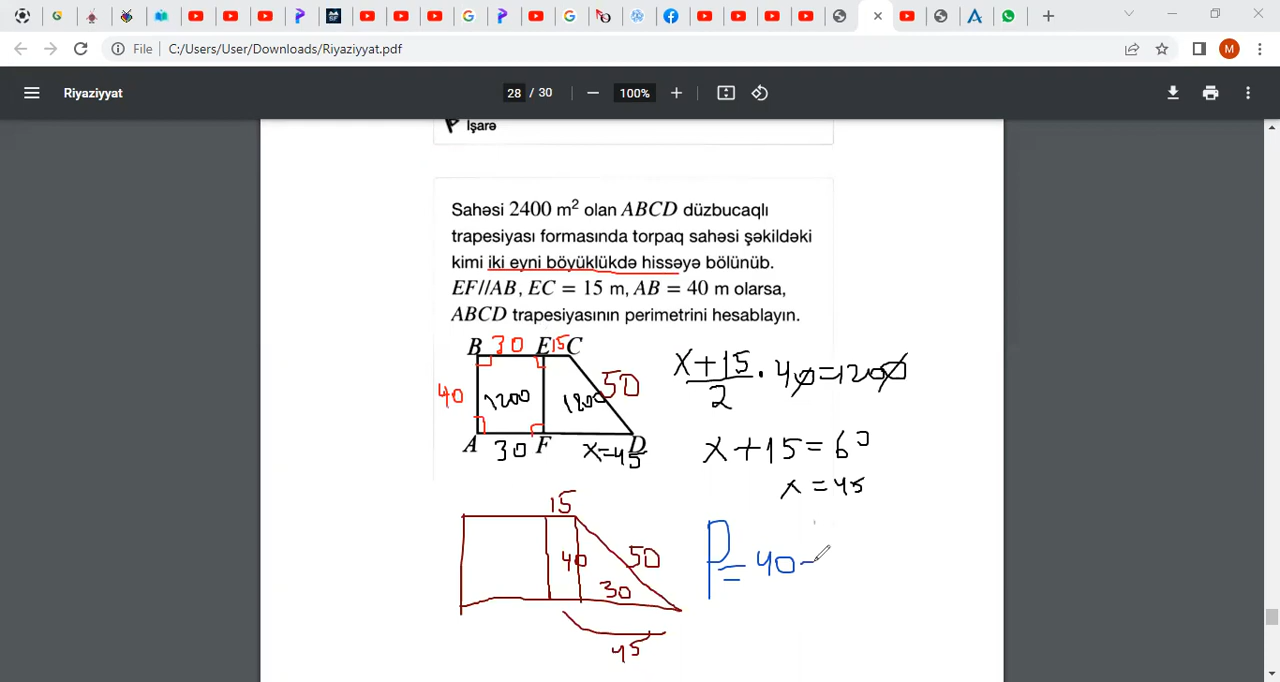 File
C:/Users/User/Downloads/Riyaziyyat.pdf
M
Riyaziyyat
28 / 30
100%
İşarə
Sahəsi 2400 m² olan ABCD düzbucaqlı
trapesiyası formasında torpaq sahəsi şəkildəki
kimi iki eyni böyüklükdə hissəyə bölünüb.
EF//AB, EC = 15 m, AB = 40 m olarsa,
ABCD trapesiyasının perimetrini hesablayın.
B 30 E 15 C
40 1200 1200 50
A 30 F x=45 D
x+15/2 · 40=1200
x+15=60
x=45
15
40 50
30
45
P=40-